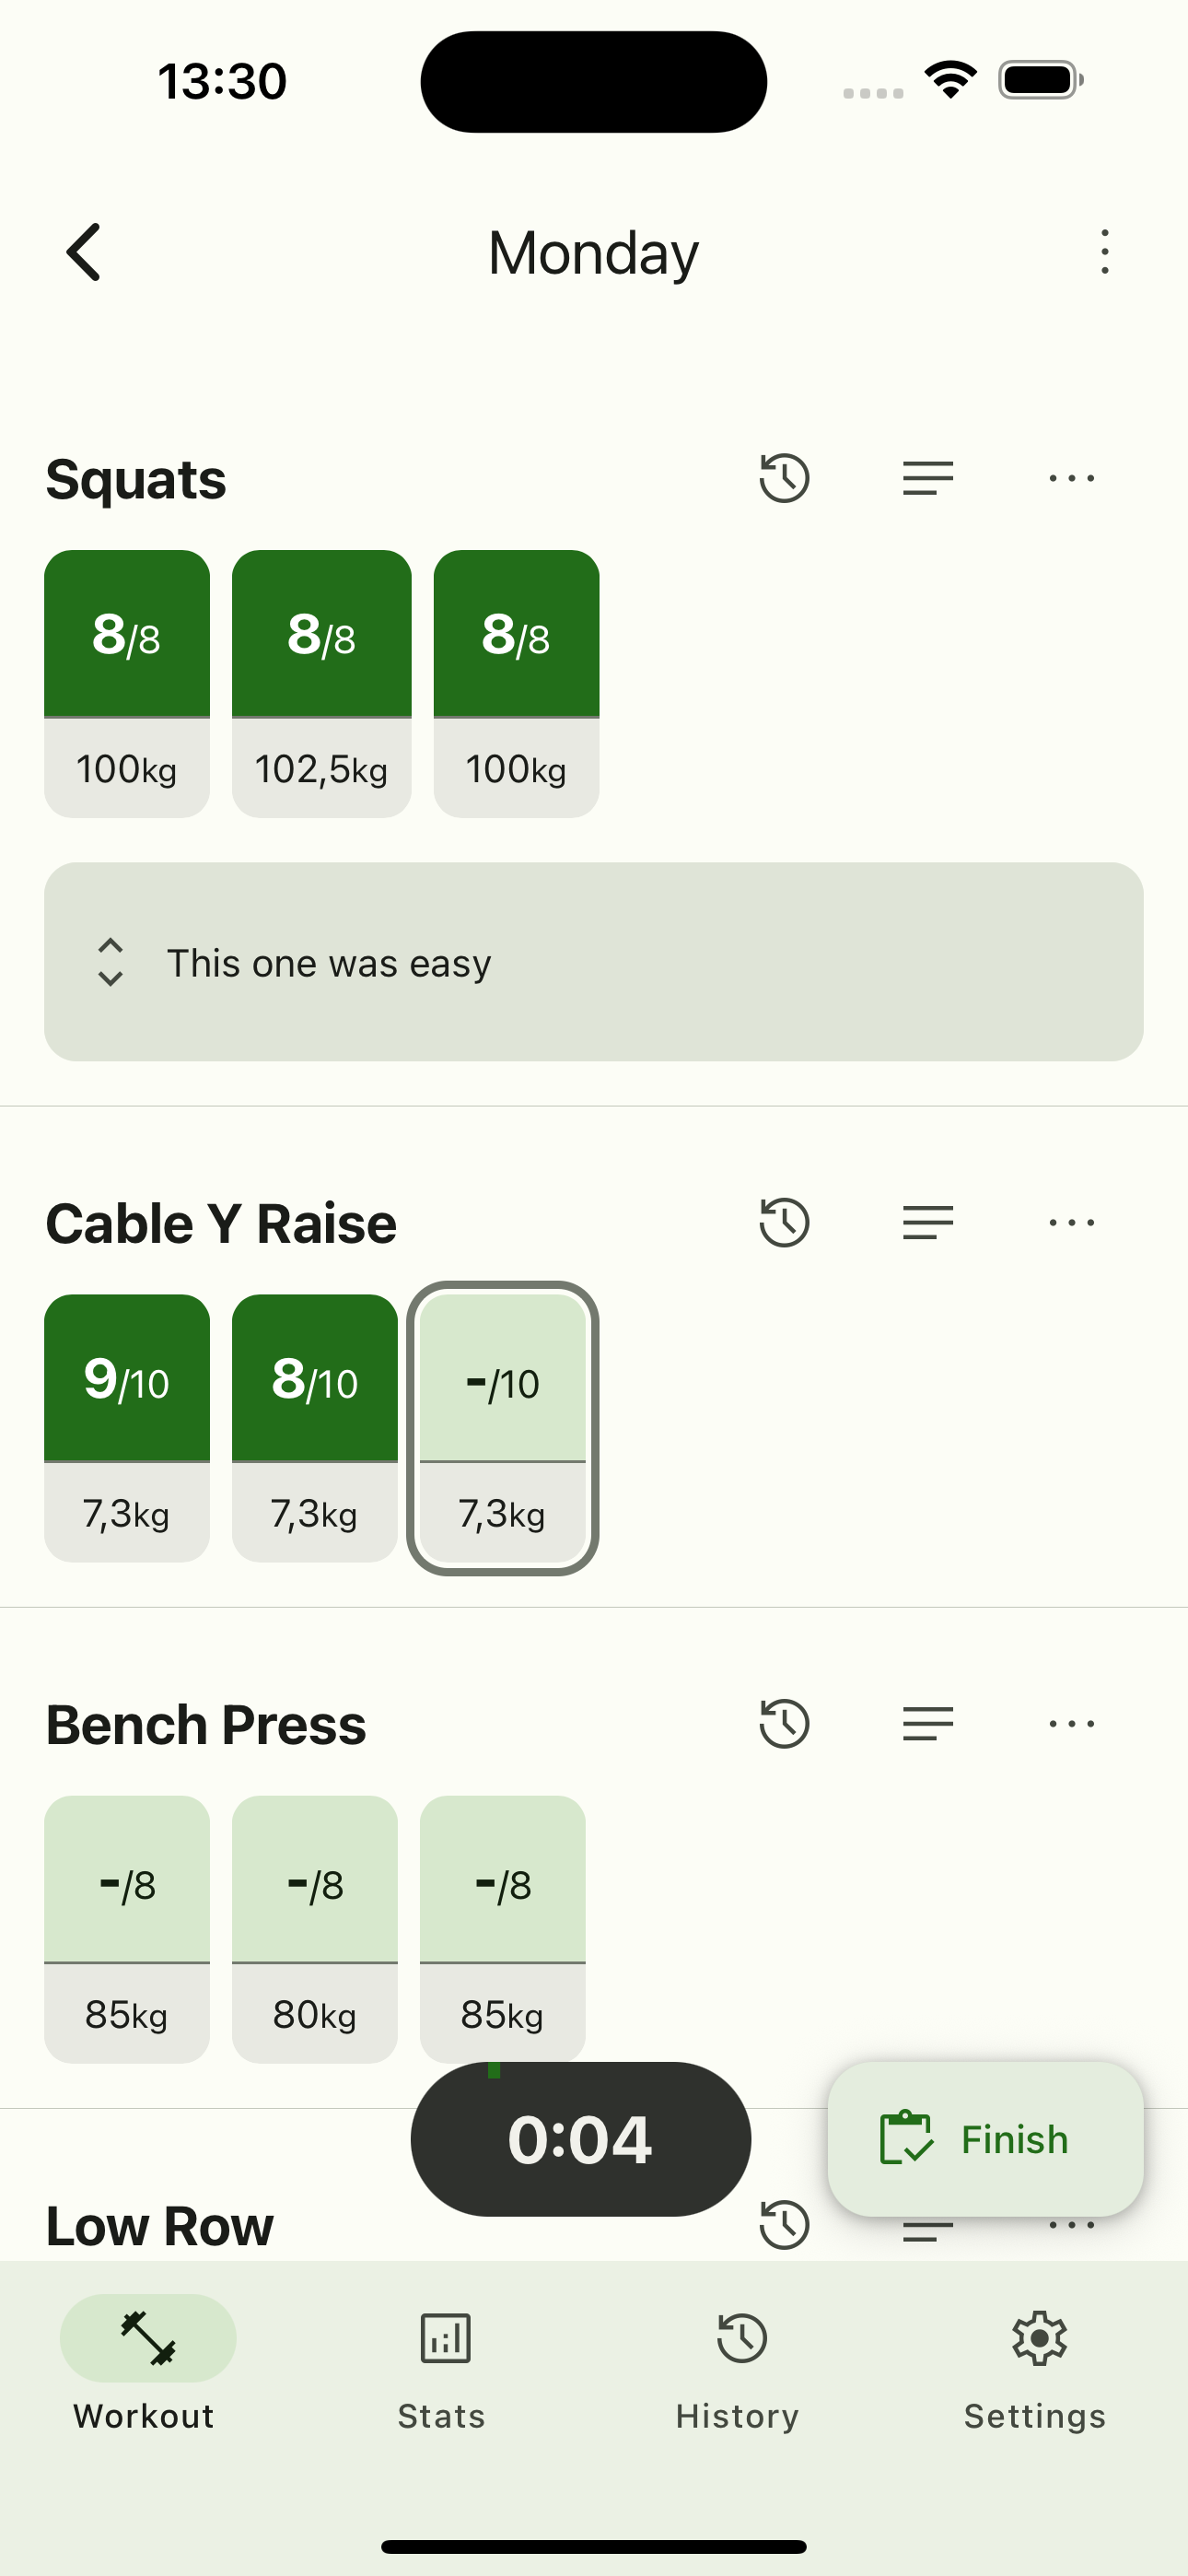 13:30
Monday
Squats
8/8 8/8 8/8
100kg 102,5kg 100kg
This one was easy
Cable Y Raise
9/10 8/10 -/10
7,3kg 7,3kg 7,3kg
Bench Press
-/8 -/8 -/8
85kg 80kg 85kg
0:04 Finish
Low Row
Workout Stats History Settings